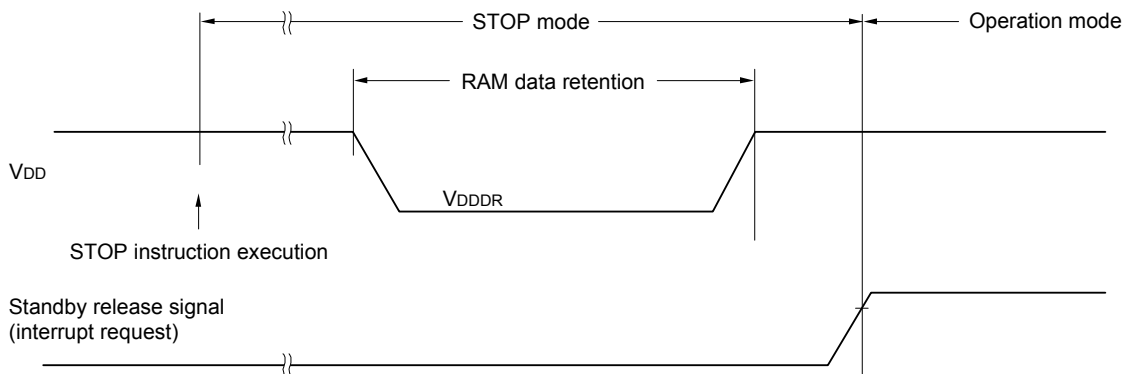 STOP mode
Operation mode
RAM data retention
VDD
VDDDR
STOP instruction execution
Standby release signal
(interrupt request)